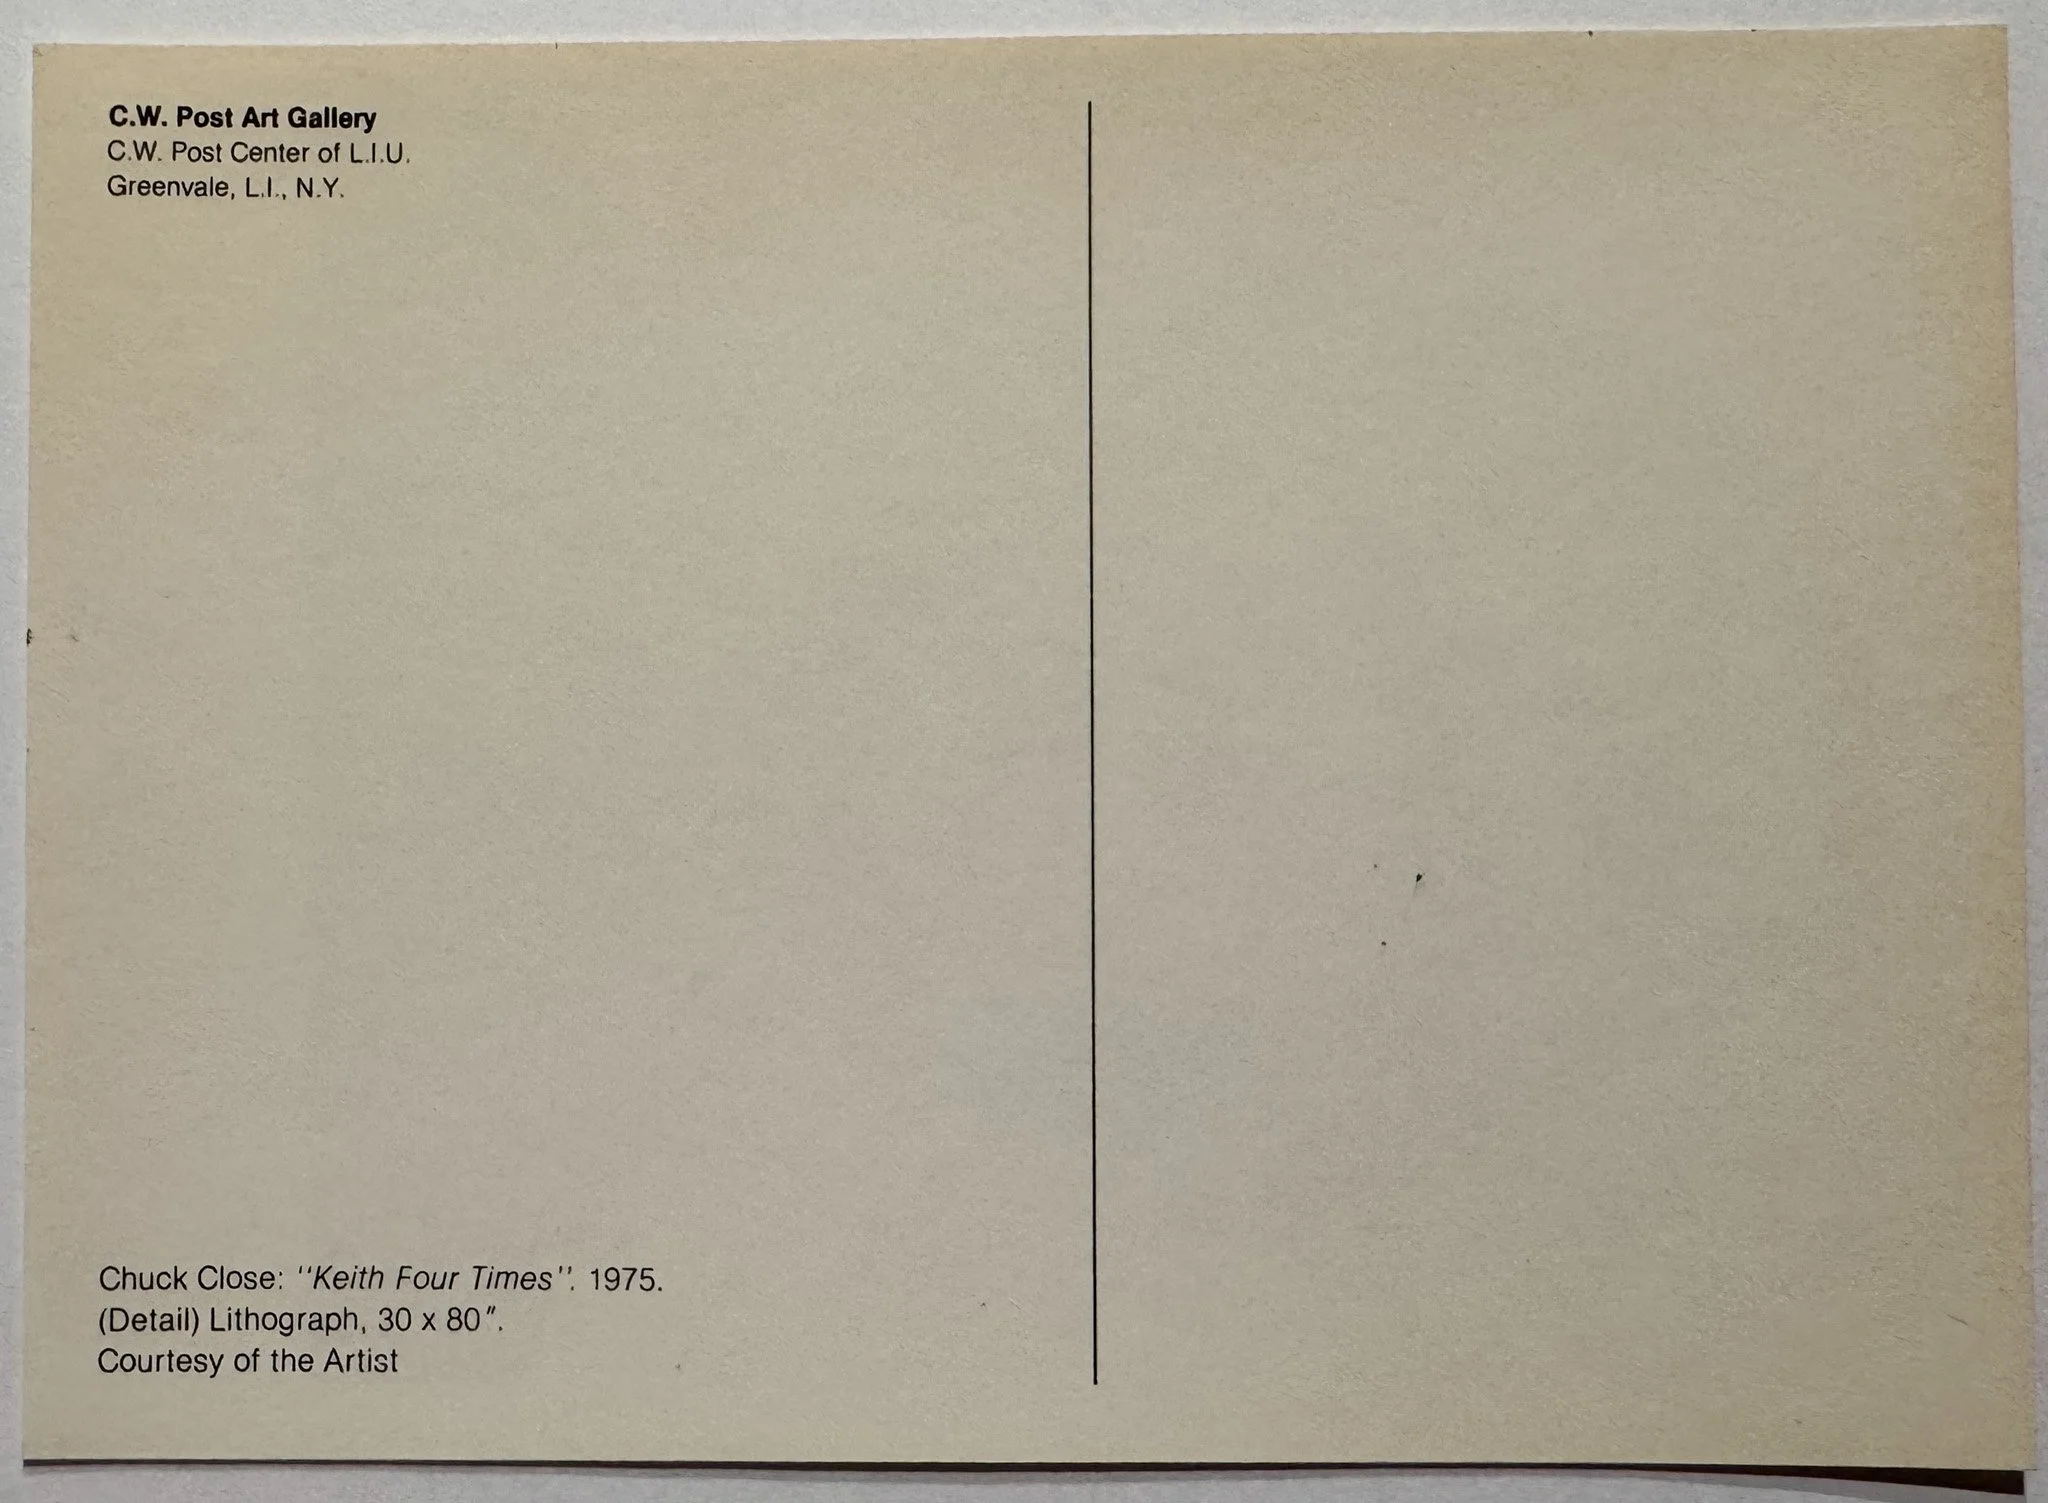 C.W. Post Art Gallery
C.W. Post Center of L.I.U.
Greenvale, L.I., N.Y.
Chuck Close: "Keith Four Times". 1975.
(Detail) Lithograph, 30 x 80".
Courtesy of the Artist